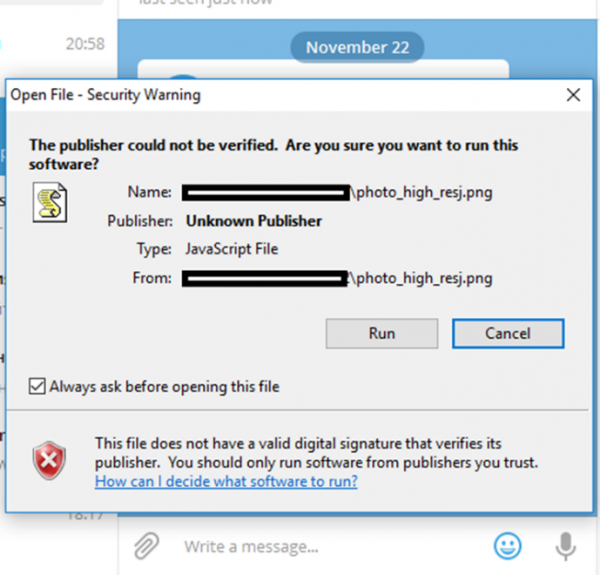 last seen just now
20:58
November 22
Open File - Security Warning
The publisher could not be verified. Are you sure you want to run this
software?
Name: \photo_high_resj.png
Publisher: Unknown Publisher
Type: JavaScript File
From: \photo_high_resj.png
Run
Cancel
Always ask before opening this file
This file does not have a valid digital signature that verifies its
publisher. You should only run software from publishers you trust.
How can I decide what software to run?
18:17
Write a message...